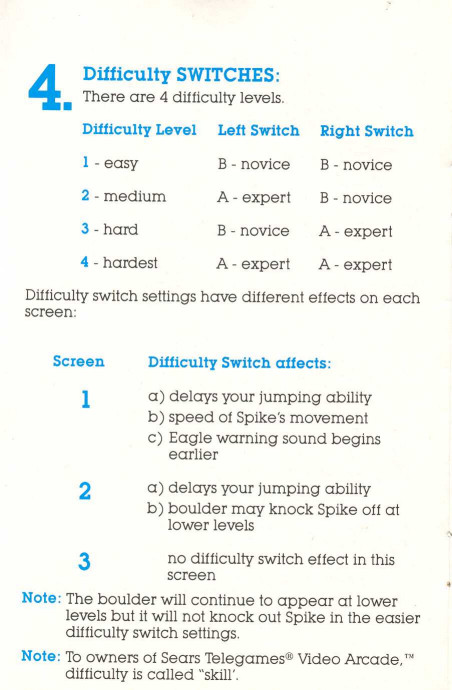 4. Difficulty SWITCHES:
There are 4 difficulty levels.
Difficulty Level Left Switch Right Switch
1 - easy B - novice B - novice
2 - medium A - expert B - novice
3 - hard B - novice A - expert
4 - hardest A - expert A - expert
Difficulty switch settings have different effects on each
screen:
Screen Difficulty Switch affects:
1 a) delays your jumping ability
b) speed of Spike's movement
c) Eagle warning sound begins
earlier
2 a) delays your jumping ability
b) boulder may knock Spike off at
lower levels
3 no difficulty switch effect in this
screen
Note: The boulder will continue to appear at lower
levels but it will not knock out Spike in the easier
difficulty switch settings.
Note: To owners of Sears Telegames® Video Arcade,™
difficulty is called "skill'.